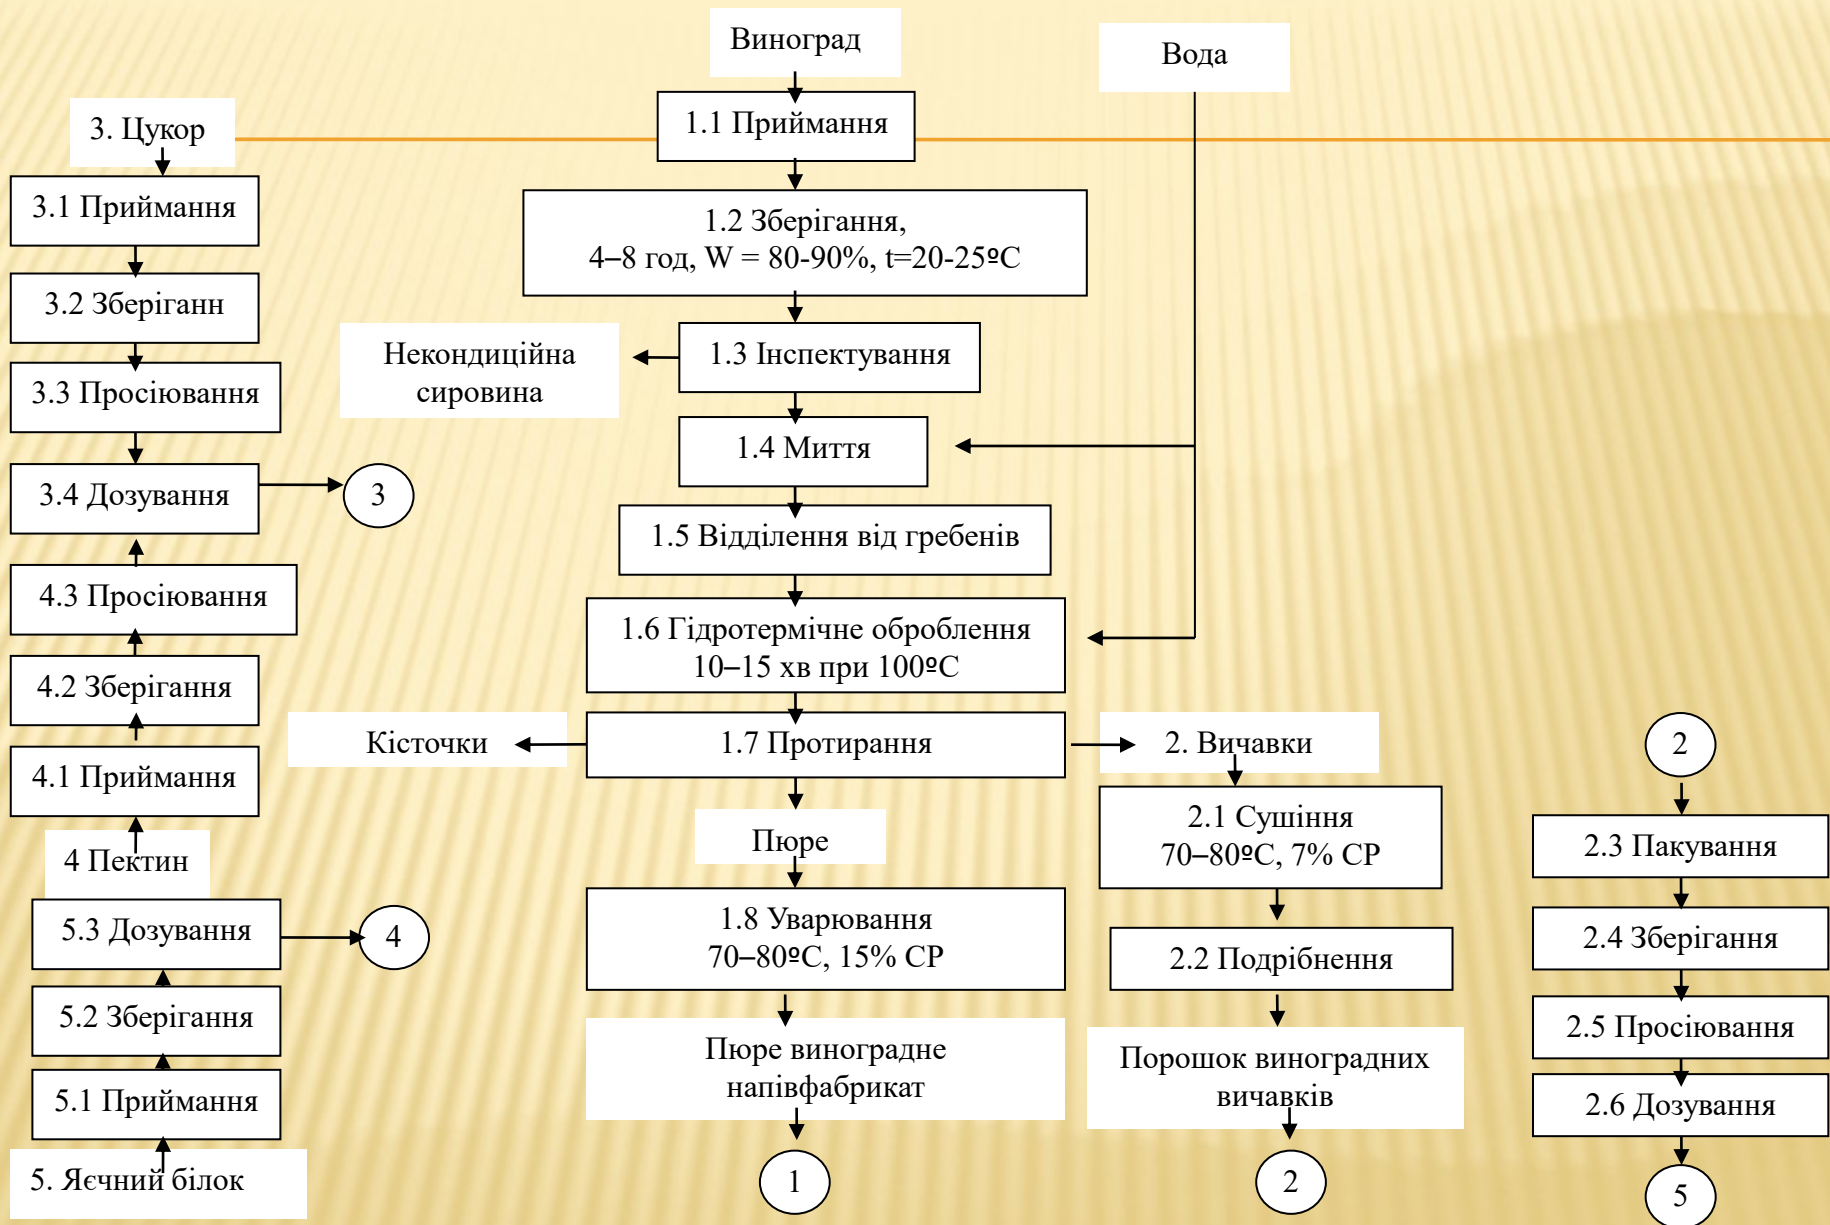 Виноград
Вода
3. Цукор
1.1 Приймання
3.1 Приймання
1.2 Зберігання,
4–8 год, W = 80-90%, t=20-25ºС
3.2 Зберіганн
Некондиційна
сировина
1.3 Інспектування
3.3 Просіювання
1.4 Миття
3.4 Дозування
3
1.5 Відділення від гребенів
4.3 Просіювання
1.6 Гідротермічне оброблення
10–15 хв при 100ºС
4.2 Зберігання
Кісточки
1.7 Протирання
2. Вичавки
2
4.1 Приймання
2.1 Сушіння
70–80ºС, 7% СР
Пюре
2.3 Пакування
4 Пектин
5.3 Дозування
4
1.8 Уварювання
70–80ºС, 15% СР
2.2 Подрібнення
2.4 Зберігання
5.2 Зберігання
2.5 Просіювання
Пюре виноградне
напівфабрикат
Порошок виноградних
вичавків
5.1 Приймання
2.6 Дозування
5. Яєчний білок
1
2
5